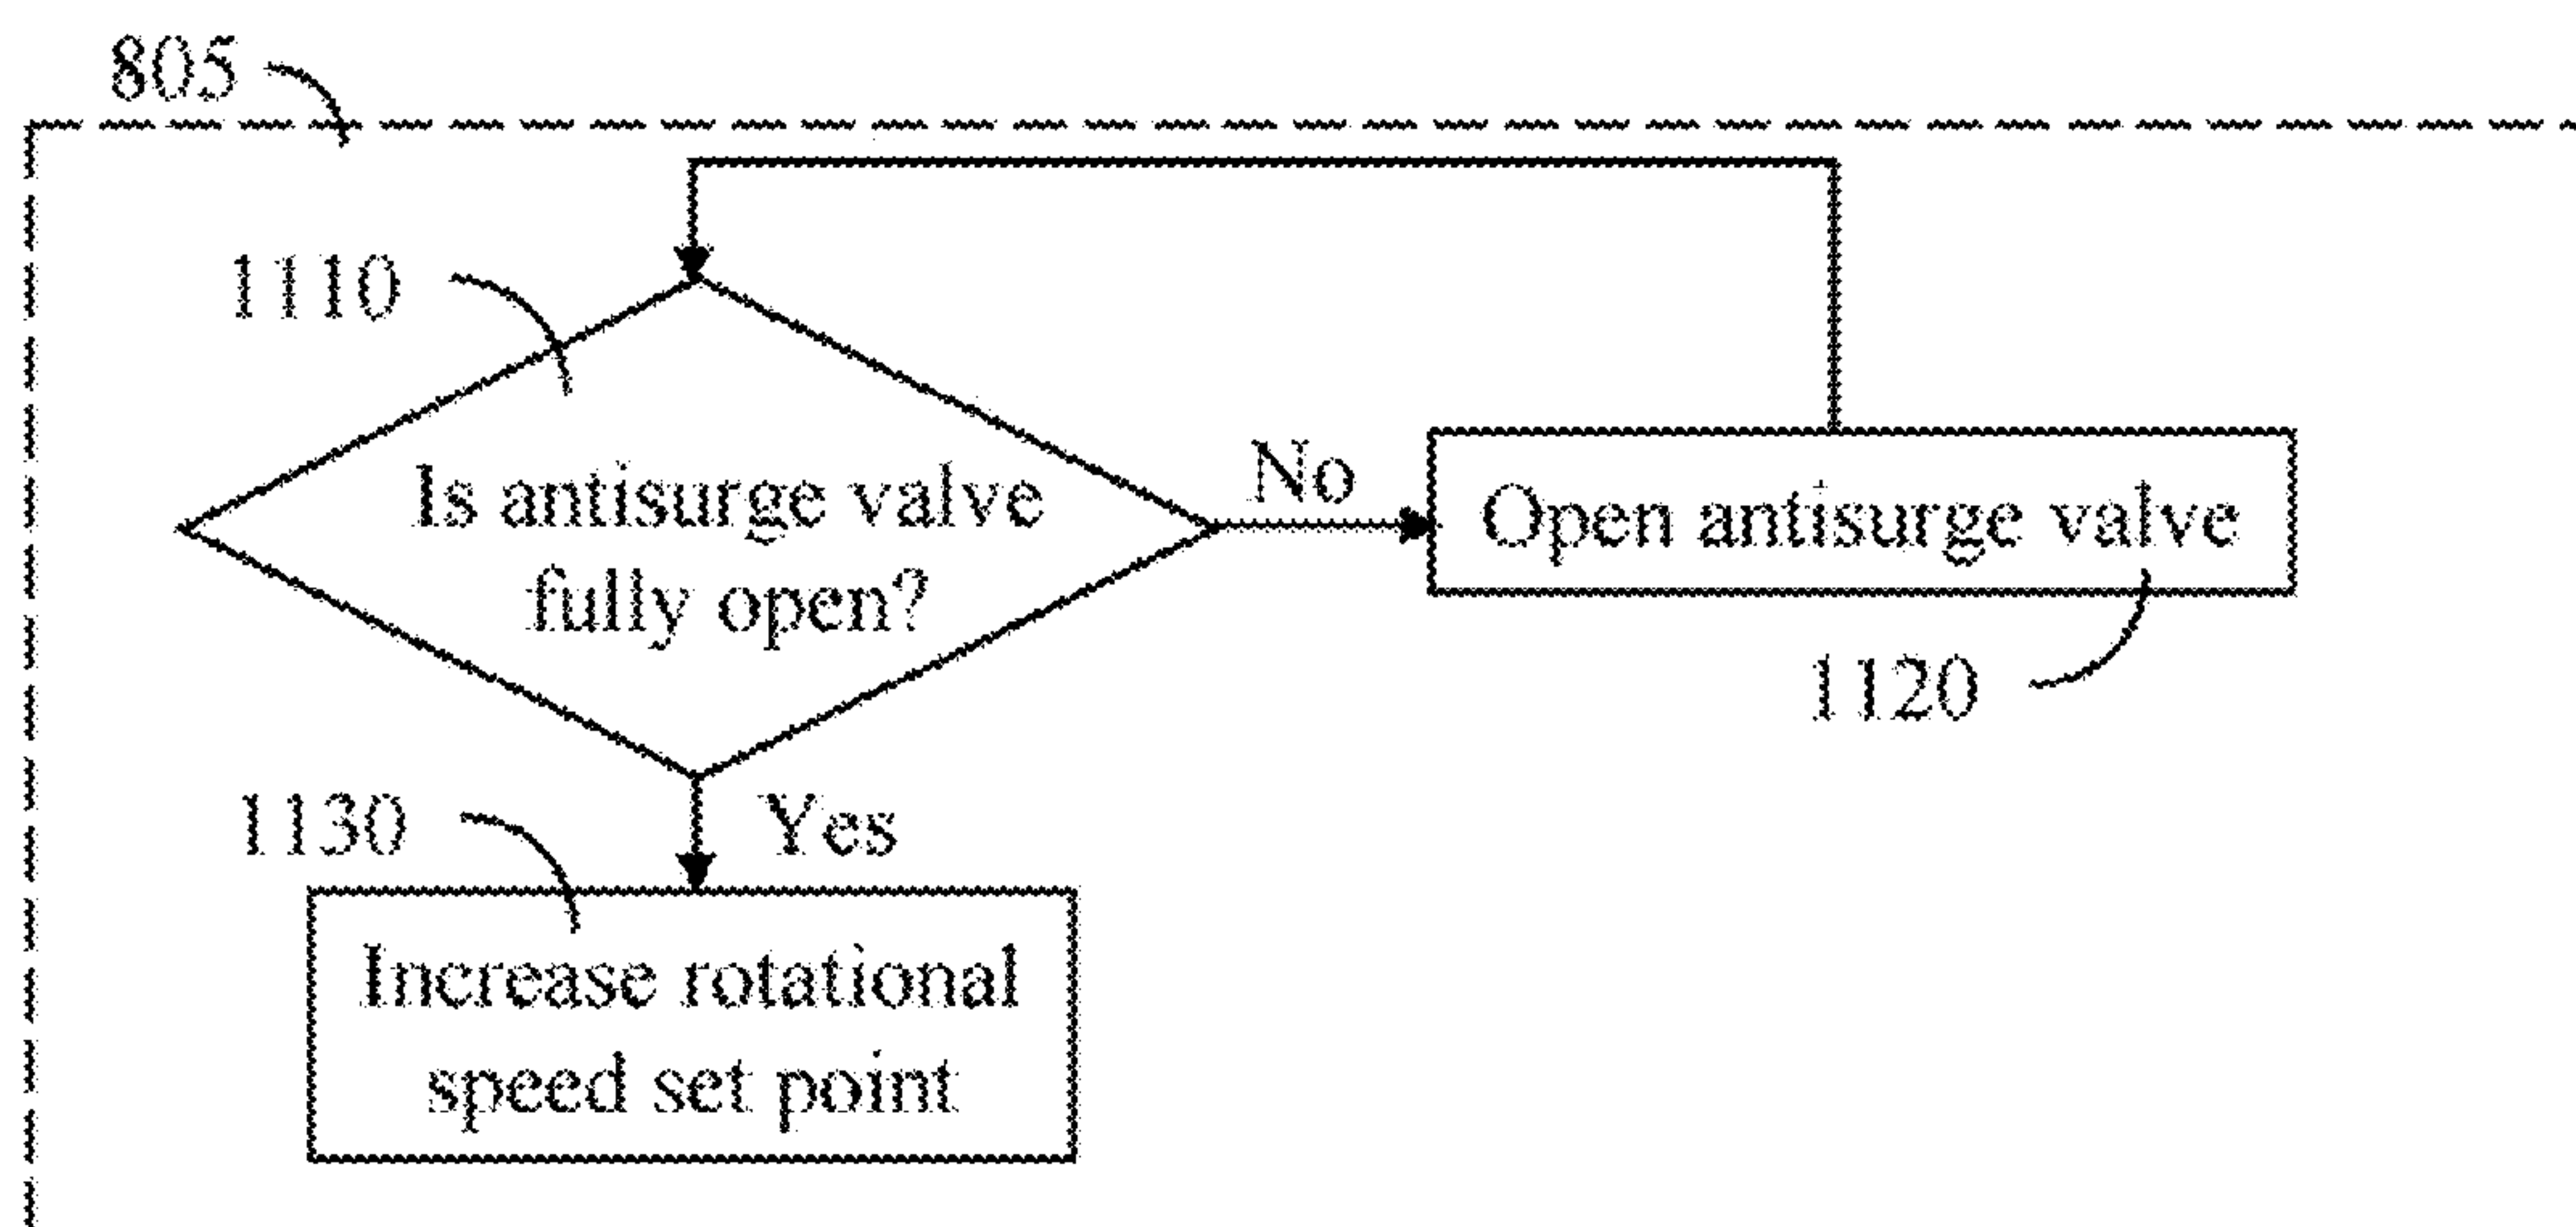 805
1110
Is antisurge valve
fully open?
No
Open antisurge valve
1120
1130
Yes
Increase rotational
speed set point